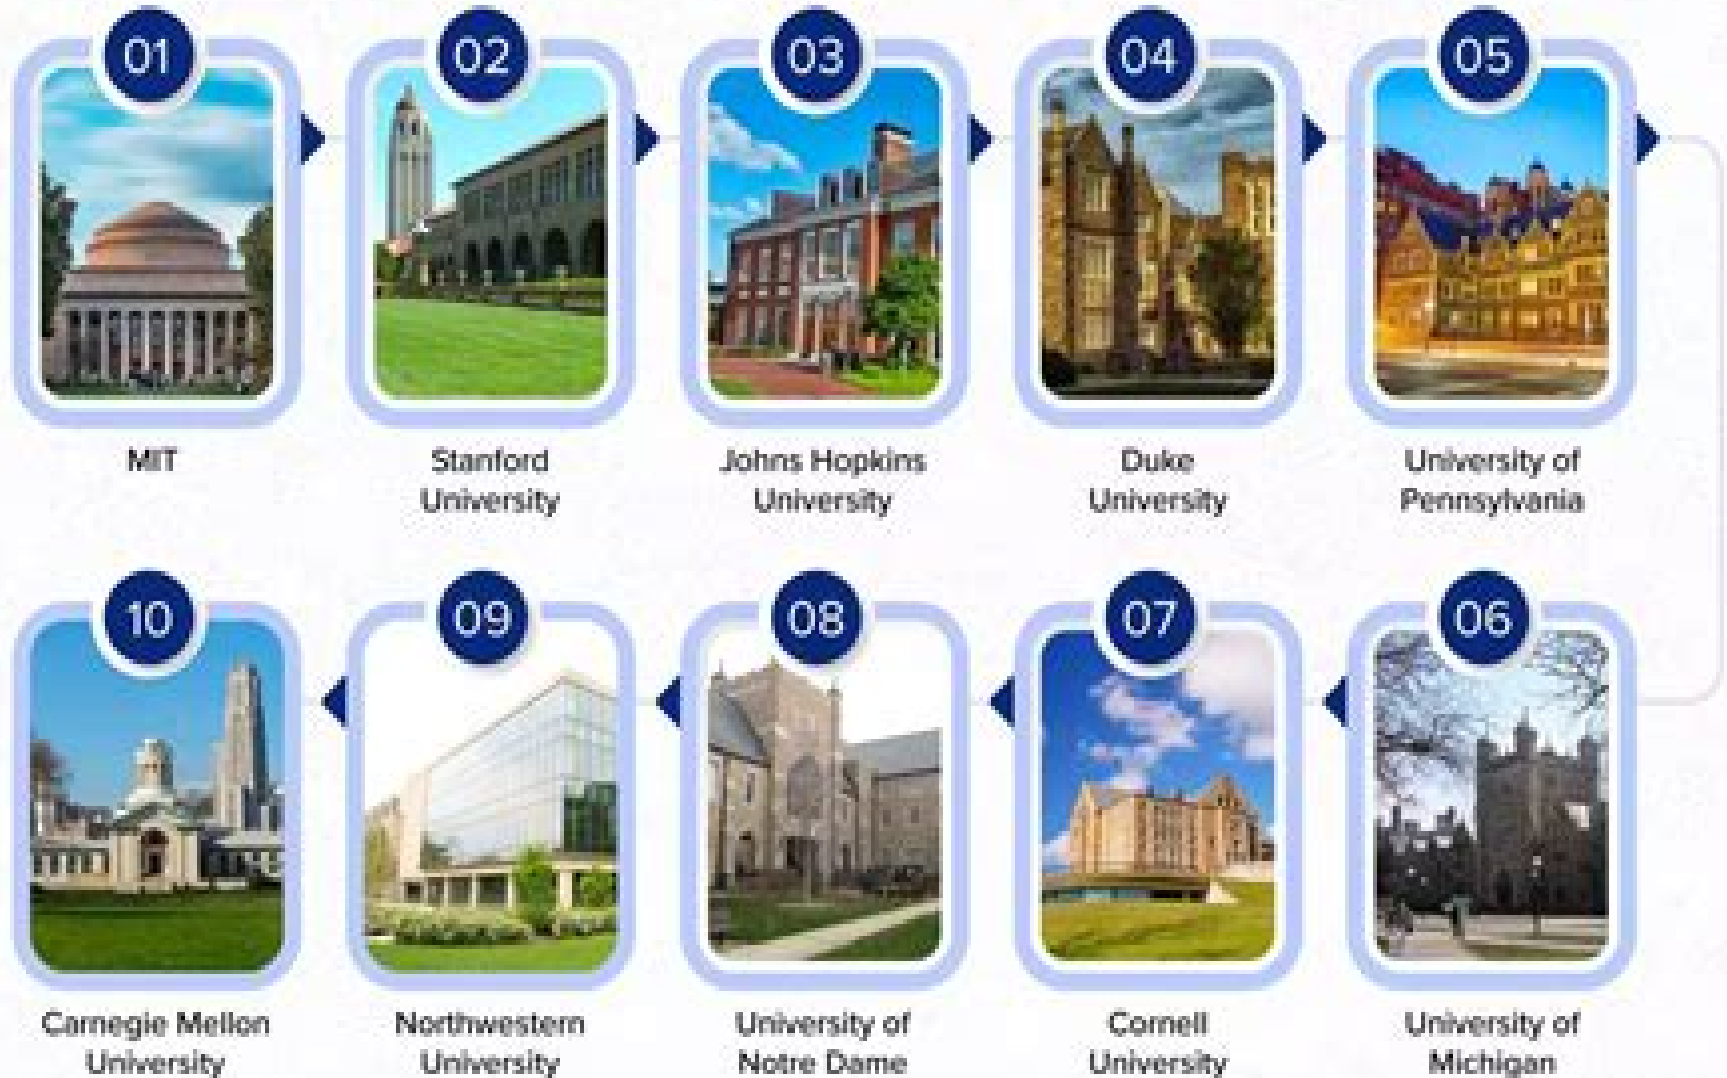 01
MIT
02
Stanford
University
03
Johns Hopkins
University
04
Duke
University
05
University of
Pennsylvania
06
University of
Michigan
07
Cornell
University
08
University of
Notre Dame
09
Northwestern
University
10
Carnegie Mellon
University